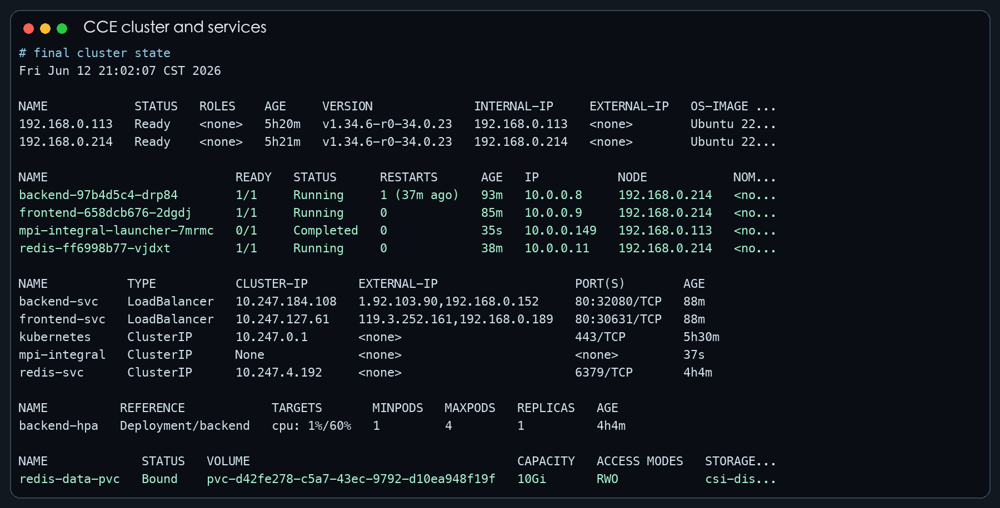 CCE cluster and services
# final cluster state
Fri Jun 12 21:02:07 CST 2026
NAME            STATUS   ROLES    AGE     VERSION              INTERNAL-IP     EXTERNAL-IP   OS-IMAGE ...
192.168.0.113   Ready    <none>   5h20m   v1.34.6-r0-34.0.23   192.168.0.113   <none>        Ubuntu 22...
192.168.0.214   Ready    <none>   5h21m   v1.34.6-r0-34.0.23   192.168.0.214   <none>        Ubuntu 22...
NAME                          READY   STATUS      RESTARTS      AGE   IP           NODE            NOM...
backend-97b4d5c4-drp84        1/1     Running     1 (37m ago)   93m   10.0.0.8     192.168.0.214   <no...
frontend-658dcb676-2dgdj      1/1     Running     0             85m   10.0.0.9     192.168.0.214   <no...
mpi-integral-launcher-7mrmc   0/1     Completed   0             35s   10.0.0.149   192.168.0.113   <no...
redis-ff6998b77-vjdxt         1/1     Running     0             38m   10.0.0.11    192.168.0.214   <no...
NAME           TYPE           CLUSTER-IP       EXTERNAL-IP                   PORT(S)        AGE
backend-svc    LoadBalancer   10.247.184.108   1.92.103.90,192.168.0.152     80:32080/TCP   88m
frontend-svc   LoadBalancer   10.247.127.61    119.3.252.161,192.168.0.189   80:30631/TCP   88m
kubernetes     ClusterIP      10.247.0.1       <none>                        443/TCP        5h30m
mpi-integral   ClusterIP      None             <none>                        <none>         37s
redis-svc      ClusterIP      10.247.4.192     <none>                        6379/TCP       4h4m
NAME          REFERENCE            TARGETS       MINPODS   MAXPODS   REPLICAS   AGE
backend-hpa   Deployment/backend   cpu: 1%/60%   1         4         1          4h4m
NAME             STATUS   VOLUME                                     CAPACITY   ACCESS MODES   STORAGE...
redis-data-pvc   Bound    pvc-d42fe278-c5a7-43ec-9792-d10ea948f19f   10Gi       RWO            csi-dis...